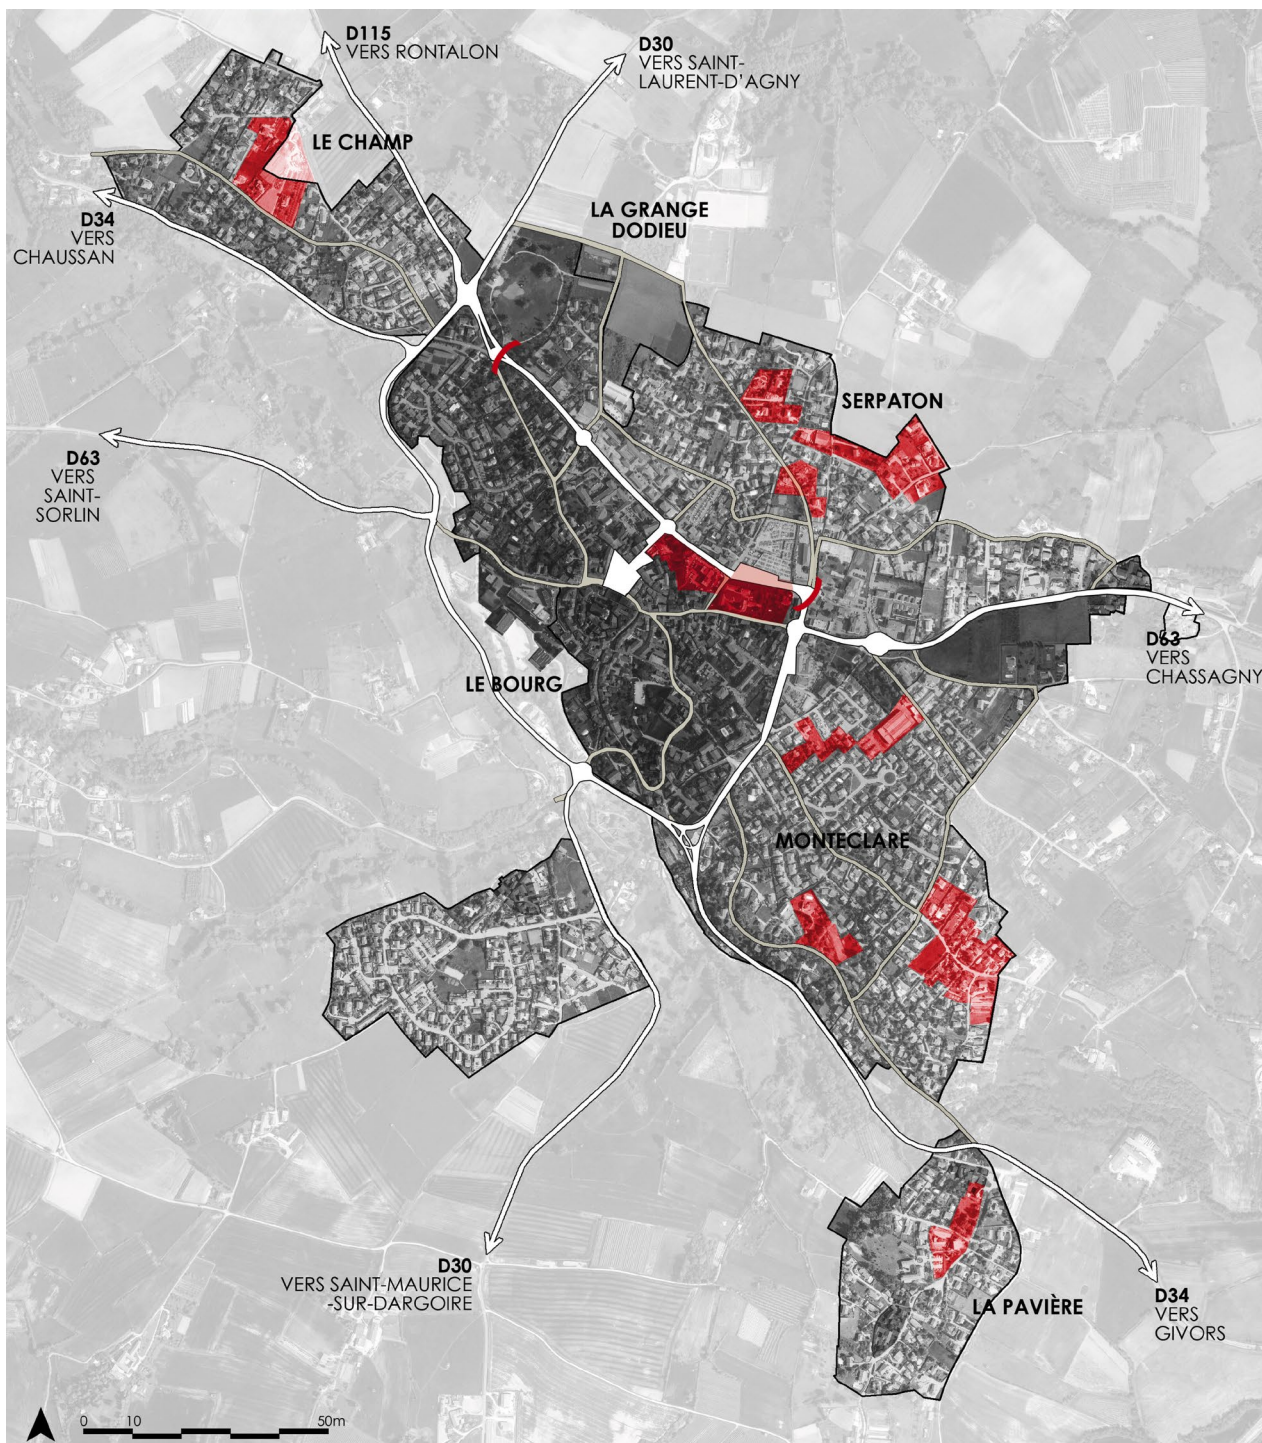 D115
VERS RONTALON
D30
VERS SAINT-
LAURENT-D'AGNY
LE CHAMP
LA GRANGE
DODIEU
D34
VERS
CHAUSSAN
SERPATON
D63
VERS
SAINT-
SORLIN
D63
VERS
CHASSAGNY
LE BOURG
MONTECLARE
D30
VERS SAINT-MAURICE
-SUR-DARGOIRE
LA PAVIÈRE
D34
VERS
GIVORS
0 10 50m